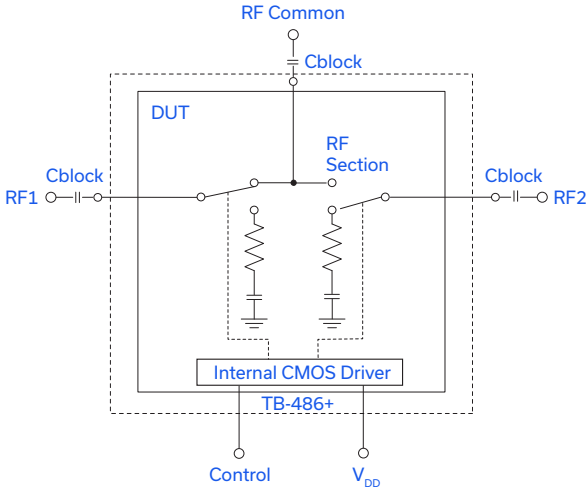 RF Common
Cblock
DUT
RF
Section
Cblock
Cblock
RF1
RF2
Internal CMOS Driver
TB-486+
Control
VDD